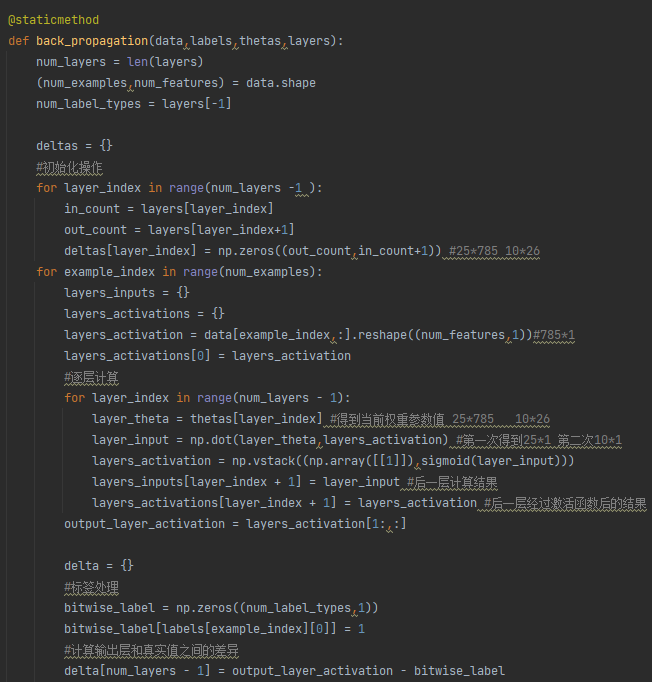 @staticmethod
def back_propagation(data,labels,thetas,layers):
    num_layers = len(layers)
    (num_examples,num_features) = data.shape
    num_label_types = layers[-1]

    deltas = {}
    #初始化操作
    for layer_index in range(num_layers -1 ):
        in_count = layers[layer_index]
        out_count = layers[layer_index+1]
        deltas[layer_index] = np.zeros((out_count,in_count+1)) #25*785 10*26
    for example_index in range(num_examples):
        layers_inputs = {}
        layers_activations = {}
        layers_activation = data[example_index,:].reshape((num_features,1))#785*1
        layers_activations[0] = layers_activation
        #逐层计算
        for layer_index in range(num_layers - 1):
            layer_theta = thetas[layer_index] #得到当前权重参数值 25*785   10*26
            layer_input = np.dot(layer_theta,layers_activation) #第一次得到25*1 第二次10*1
            layers_activation = np.vstack((np.array([[1]]),sigmoid(layer_input)))
            layers_inputs[layer_index + 1] = layer_input #后一层计算结果
            layers_activations[layer_index + 1] = layers_activation #后一层经过激活函数后的结果
        output_layer_activation = layers_activation[1:,:]

        delta = {}
        #标签处理
        bitwise_label = np.zeros((num_label_types,1))
        bitwise_label[labels[example_index][0]] = 1
        #计算输出层和真实值之间的差异
        delta[num_layers - 1] = output_layer_activation - bitwise_label